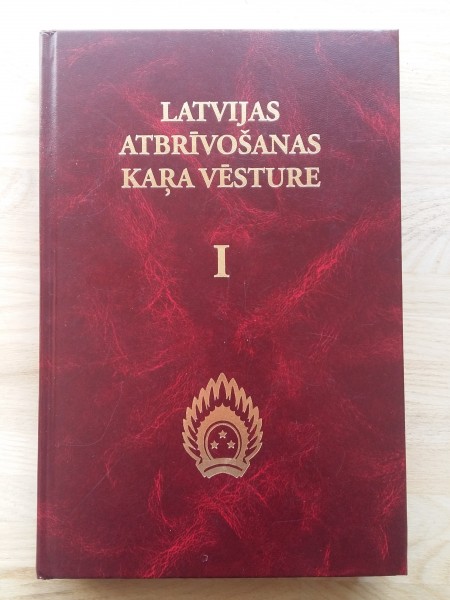 LATVIJAS
ATBRĪVOŠANAS
KAŖA VĒSTURE
I